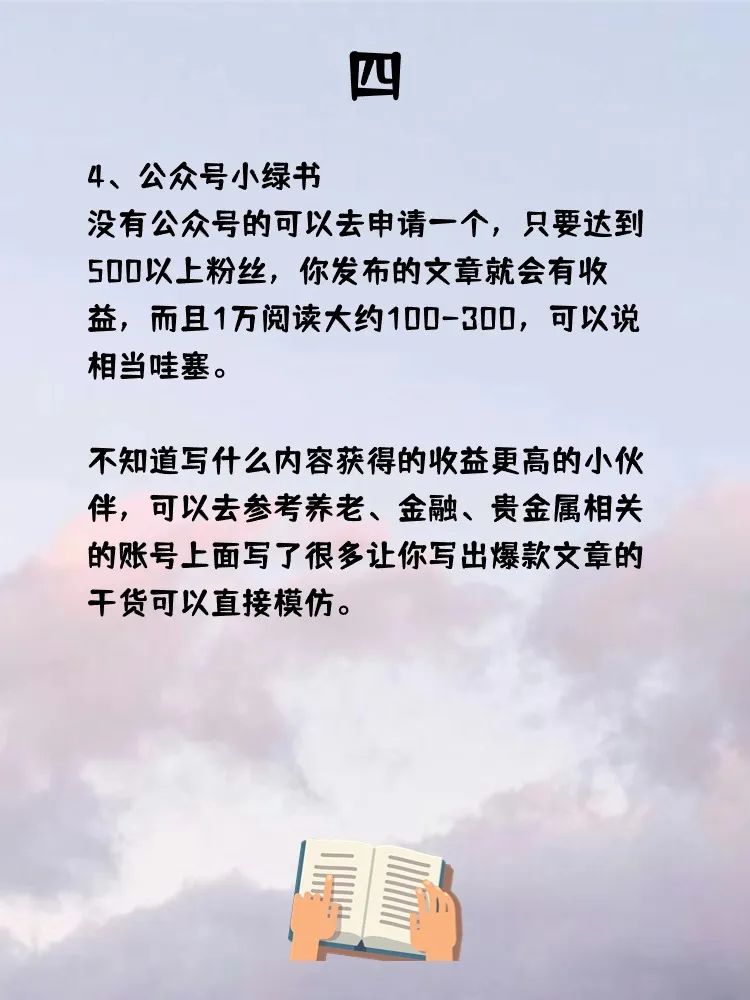 四
4、公众号小绿书
没有公众号的可以去申请一个，只要达到
500以上粉丝，你发布的文章就会有收
益，而且1万阅读大约100-300，可以说
相当哇塞。
不知道写什么内容获得的收益更高的小伙
伴，可以去参考养老、金融、贵金属相关
的账号上面写了很多让你写出爆款文章的
干货可以直接模仿。